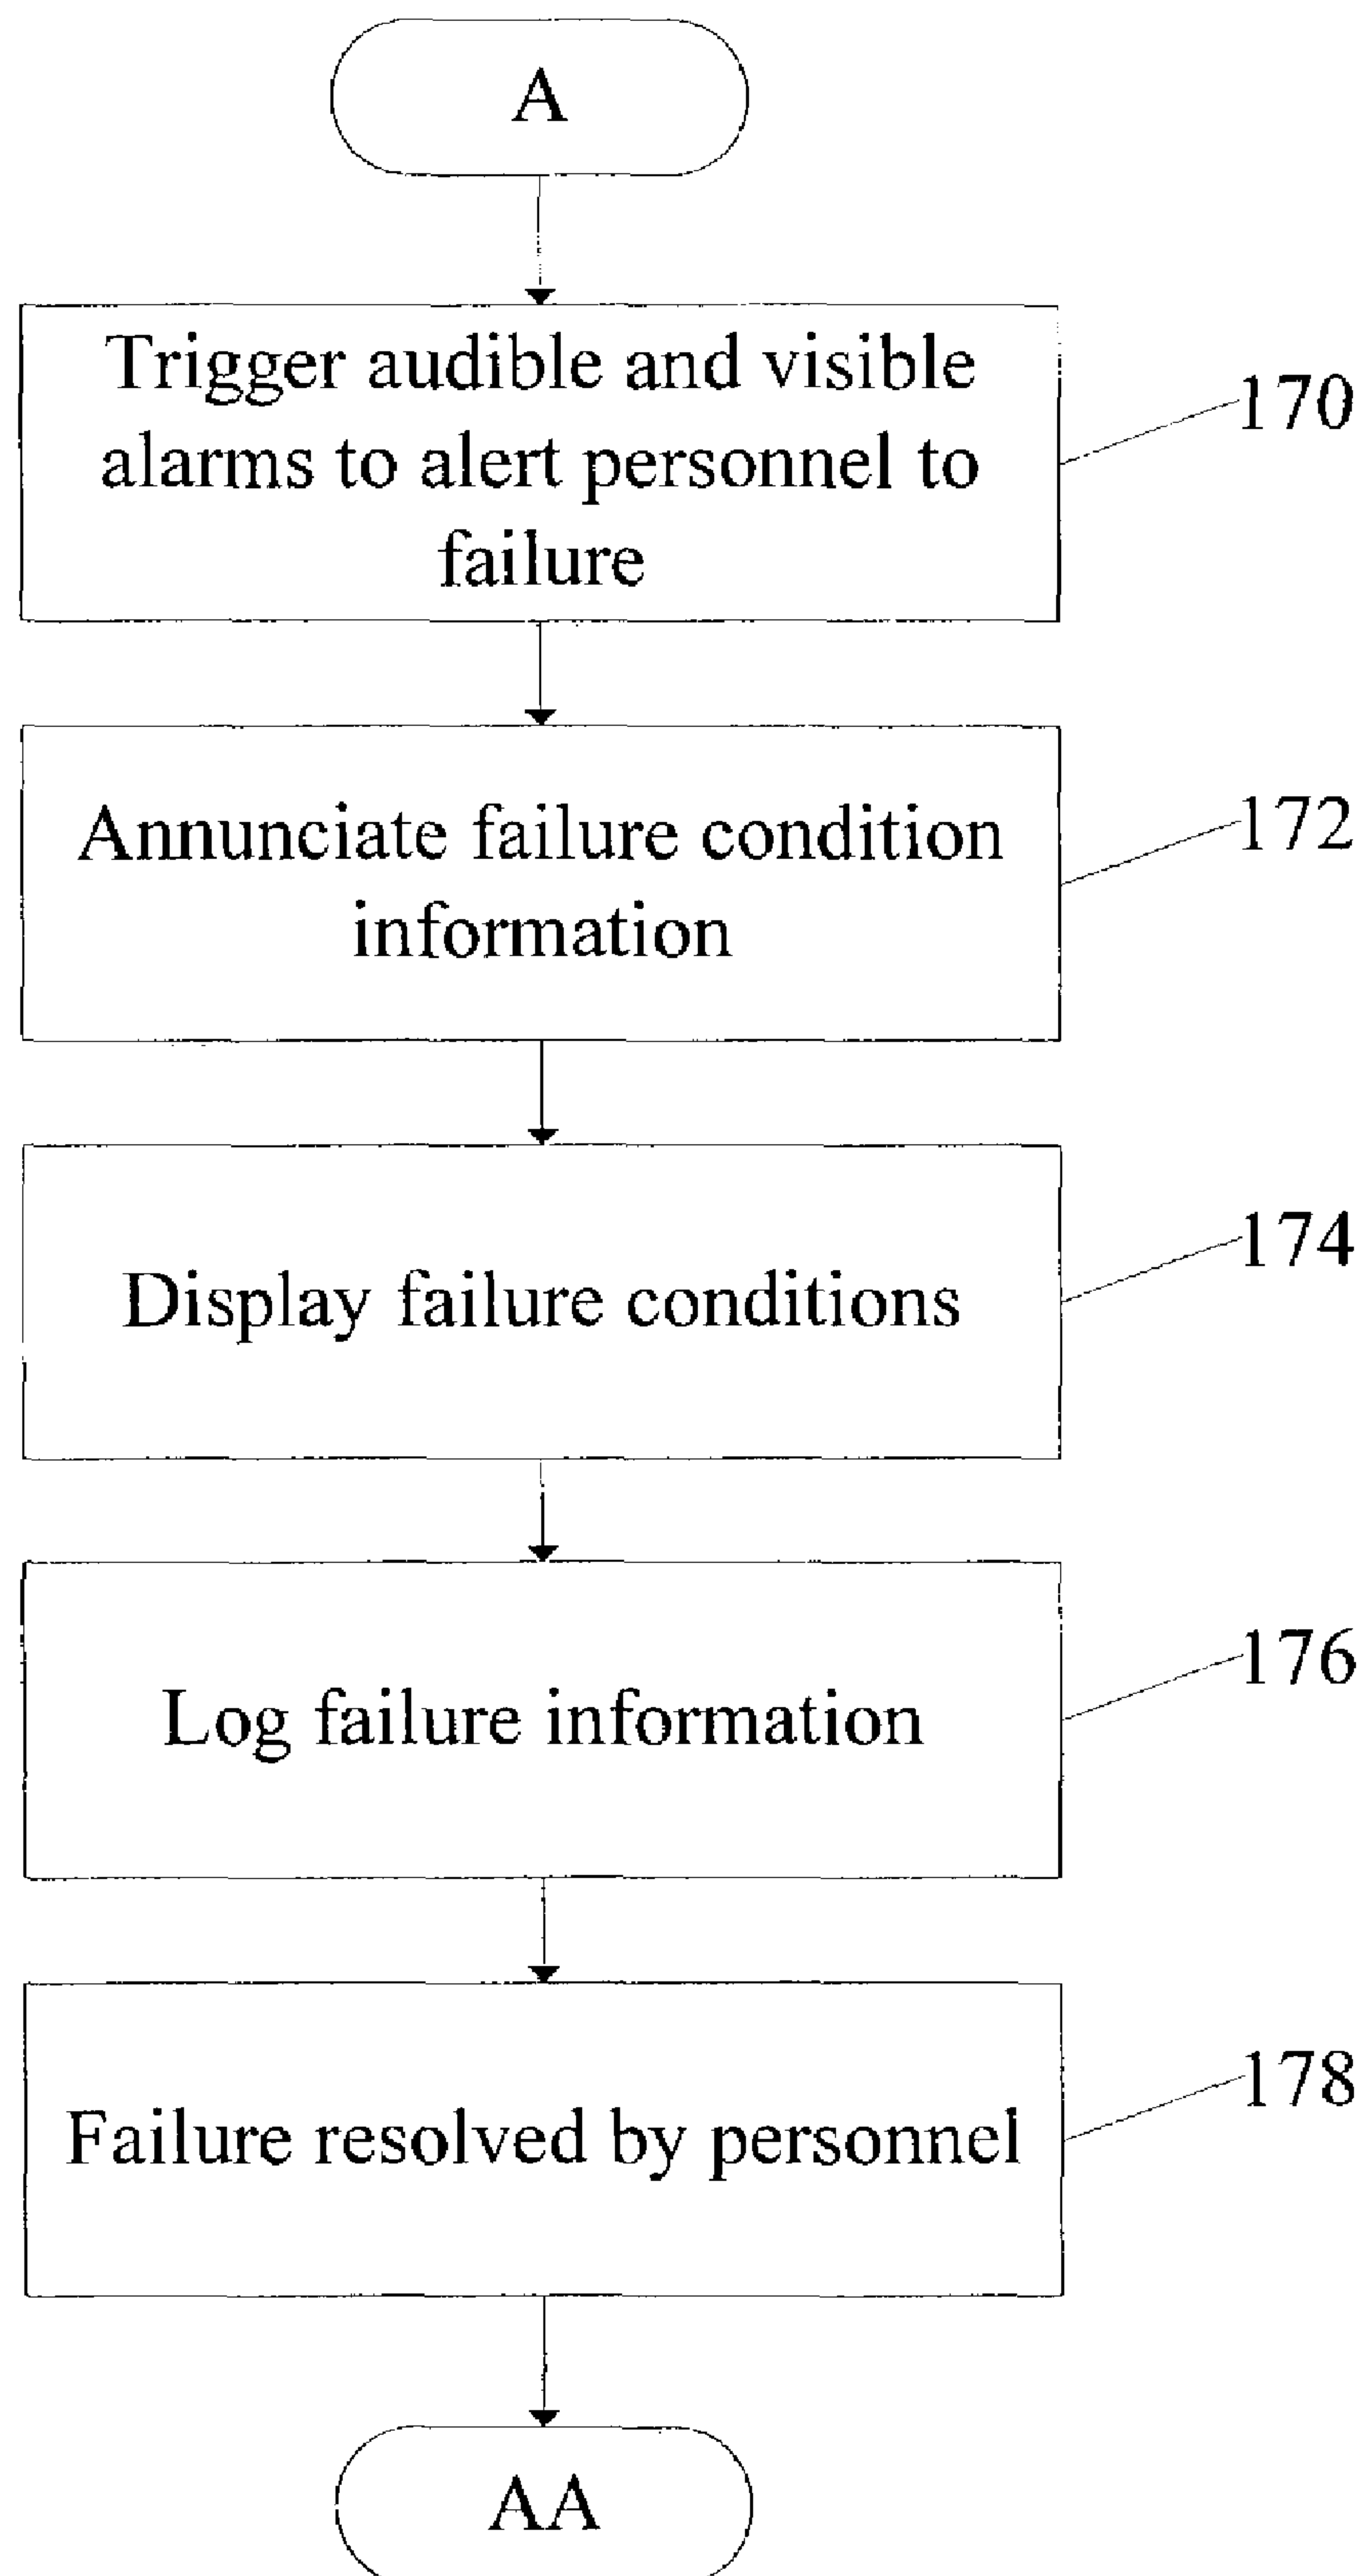 A
Trigger audible and visible
alarms to alert personnel to
failure
170
Annunciate failure condition
information
172
Display failure conditions
174
Log failure information
176
Failure resolved by personnel
178
AA